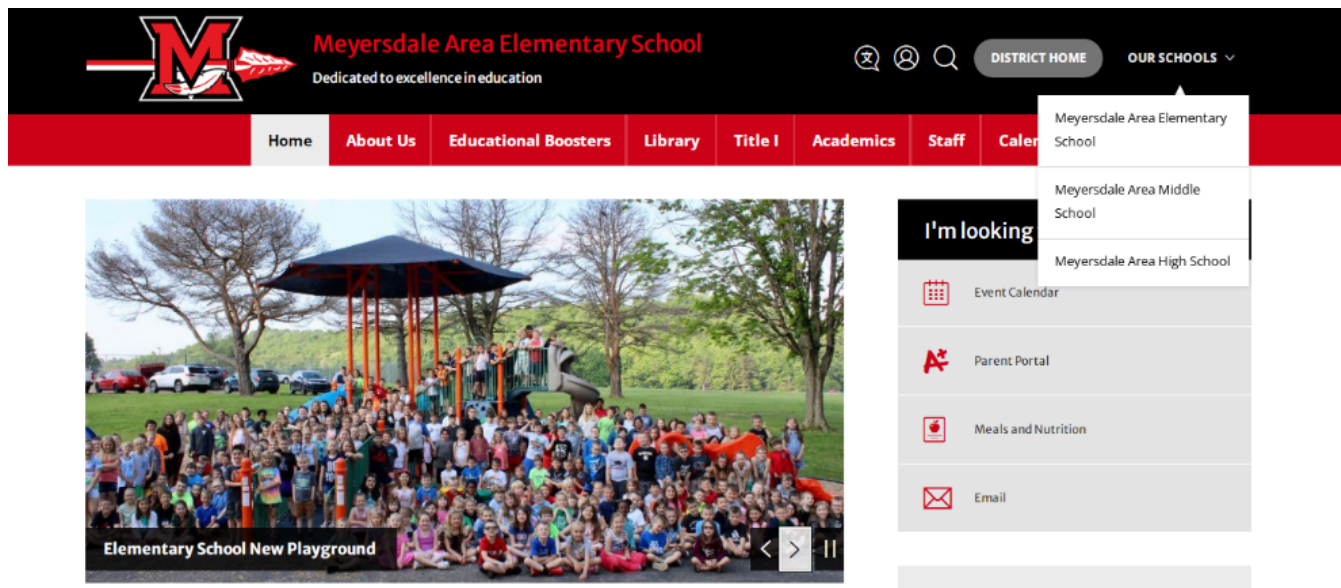 Meyersdale Area Elementary School
Dedicated to excellence in education
DISTRICT HOME
OUR SCHOOLS
Meyersdale Area Elementary
School
Meyersdale Area Middle
School
Meyersdale Area High School
Home
About Us
Educational Boosters
Library
Title I
Academics
Staff
Caler
I'm looking
Event Calendar
Parent Portal
Meals and Nutrition
Email
Elementary School New Playground